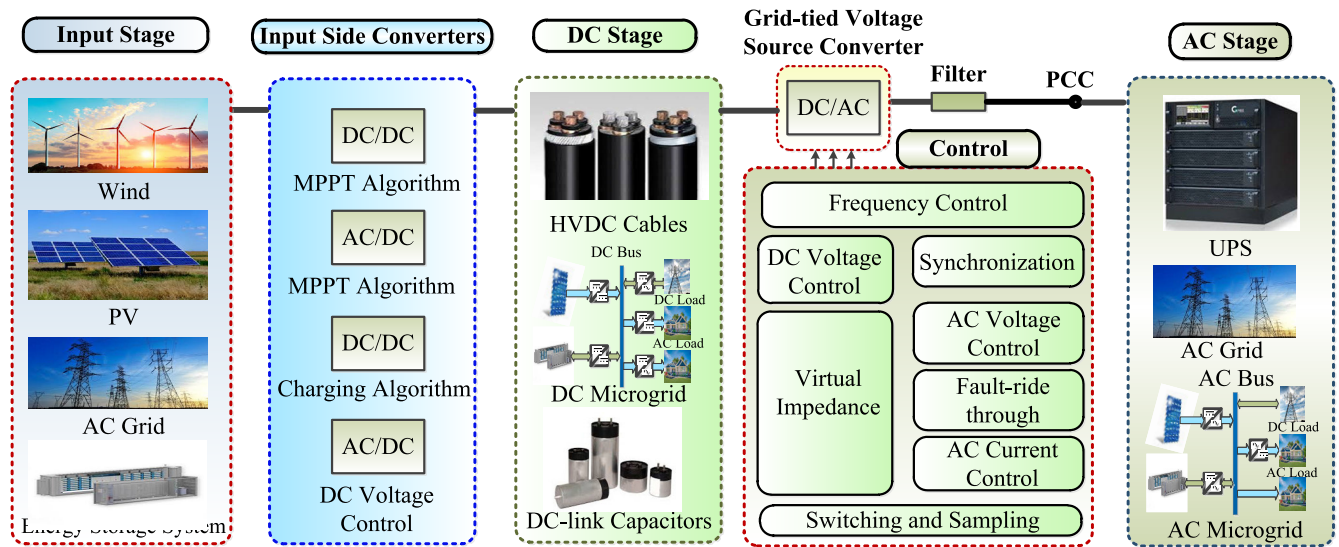 Input Stage
Wind
PV
AC Grid
Energy Storage System
Input Side Converters
DC/DC
MPPT Algorithm
AC/DC
MPPT Algorithm
DC/DC
Charging Algorithm
AC/DC
DC Voltage
Control
DC Stage
HVDC Cables
DC Bus
DC Load
AC Load
DC Microgrid
DC-link Capacitors
Grid-tied Voltage
Source Converter
DC/AC
Filter
PCC
Control
Frequency Control
DC Voltage
Control
Synchronization
Virtual
Impedance
AC Voltage
Control
Fault-ride
through
AC Current
Control
Switching and Sampling
AC Stage
UPS
AC Grid
AC Bus
DC Load
AC Load
AC Microgrid